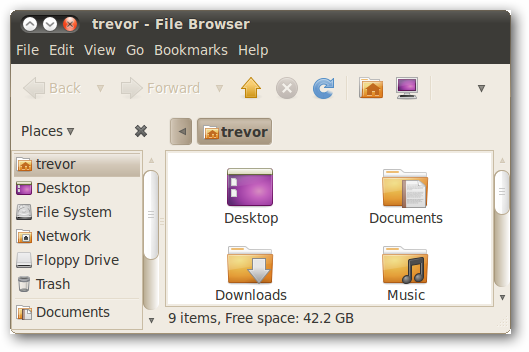 trevor - File Browser
File Edit View Go Bookmarks Help
Back Forward
Places
trevor
trevor
Desktop
File System
Network
Floppy Drive
Trash
Documents
Desktop Documents
Downloads Music
9 items, Free space: 42.2 GB